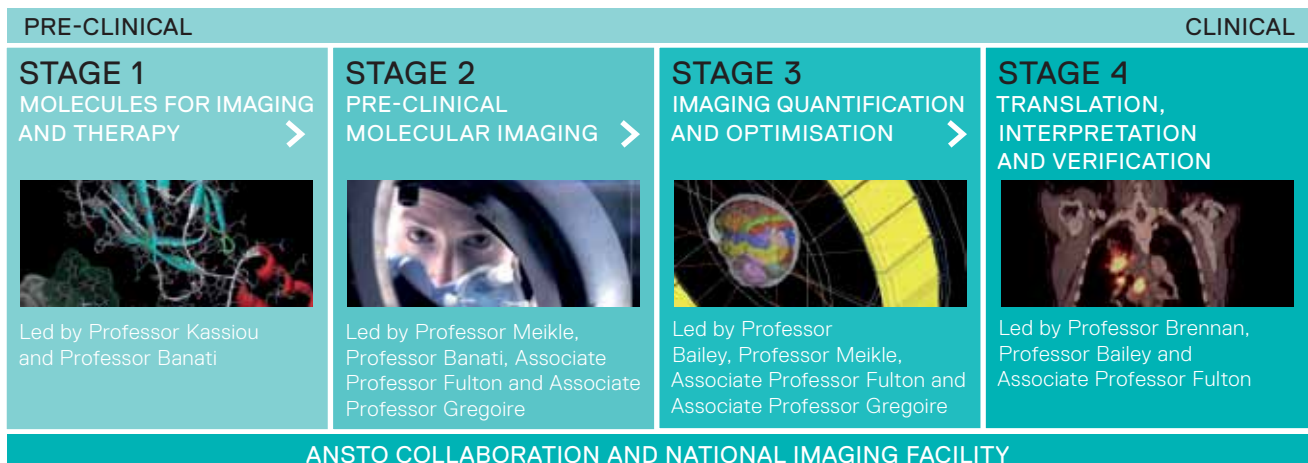 PRE-CLINICAL
CLINICAL
STAGE 1
MOLECULES FOR IMAGING
AND THERAPY
Led by Professor Kassiou
and Professor Banati
STAGE 2
PRE-CLINICAL
MOLECULAR IMAGING
Led by Professor Meikle,
Professor Banati, Associate
Professor Fulton and Associate
Professor Gregoire
STAGE 3
IMAGING QUANTIFICATION
AND OPTIMISATION
Led by Professor
Bailey, Professor Meikle,
Associate Professor Fulton and
Associate Professor Gregoire
STAGE 4
TRANSLATION,
INTERPRETATION
AND VERIFICATION
Led by Professor Brennan,
Professor Bailey and
Associate Professor Fulton
ANSTO COLLABORATION AND NATIONAL IMAGING FACILITY